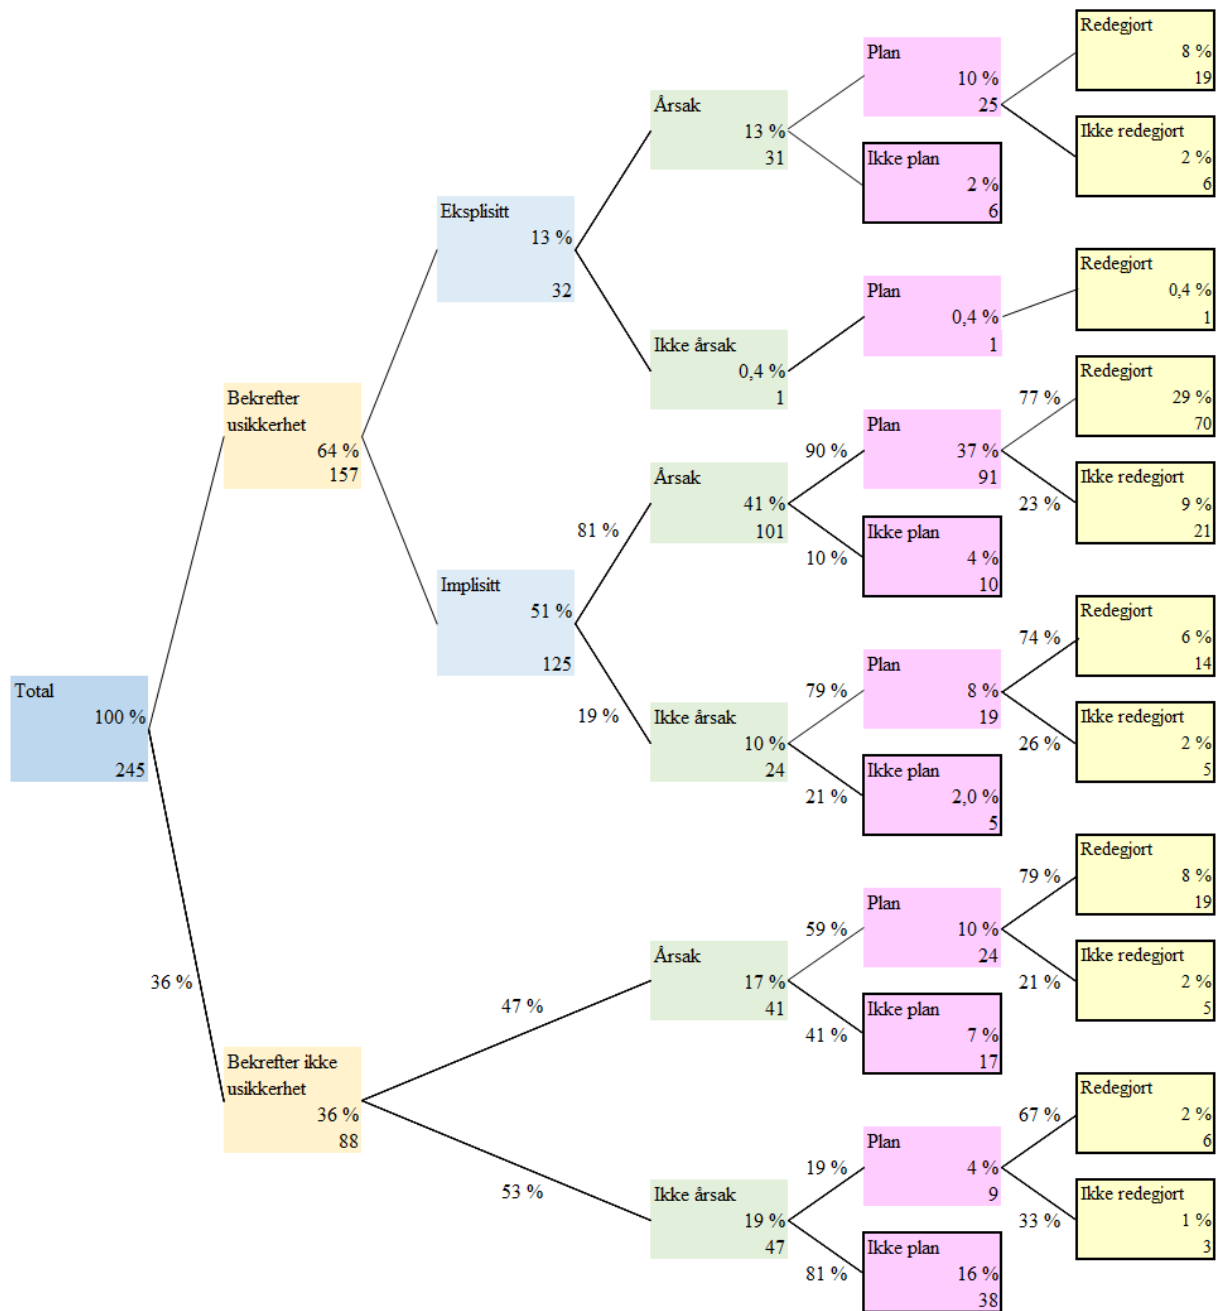 Total
100 %
245
36 %
Bekrefter
usikkerhet
64 %
157
Bekrefter ikke
usikkerhet
36 %
88
Eksplisitt
13 %
32
Implisitt
51 %
125
81 %
19 %
47 %
53 %
Årsak
13 %
31
Ikke årsak
0,4 %
1
Årsak
41 %
101
Ikke årsak
10 %
24
Årsak
17 %
41
Ikke årsak
19 %
47
90 %
10 %
79 %
21 %
59 %
41 %
19 %
81 %
Plan
10 %
25
Ikke plan
2 %
6
Plan
0,4 %
1
Plan
37 %
91
Ikke plan
4 %
10
Plan
8 %
19
Ikke plan
2,0 %
5
Plan
10 %
24
Ikke plan
7 %
17
Plan
4 %
9
Ikke plan
16 %
38
77 %
23 %
74 %
26 %
79 %
21 %
67 %
33 %
Redegjort
8 %
19
Ikke redegjort
2 %
6
Redegjort
0,4 %
1
Redegjort
29 %
70
Ikke redegjort
9 %
21
Redegjort
6 %
14
Ikke redegjort
2 %
5
Redegjort
8 %
19
Ikke redegjort
2 %
5
Redegjort
2 %
6
Ikke redegjort
1 %
3